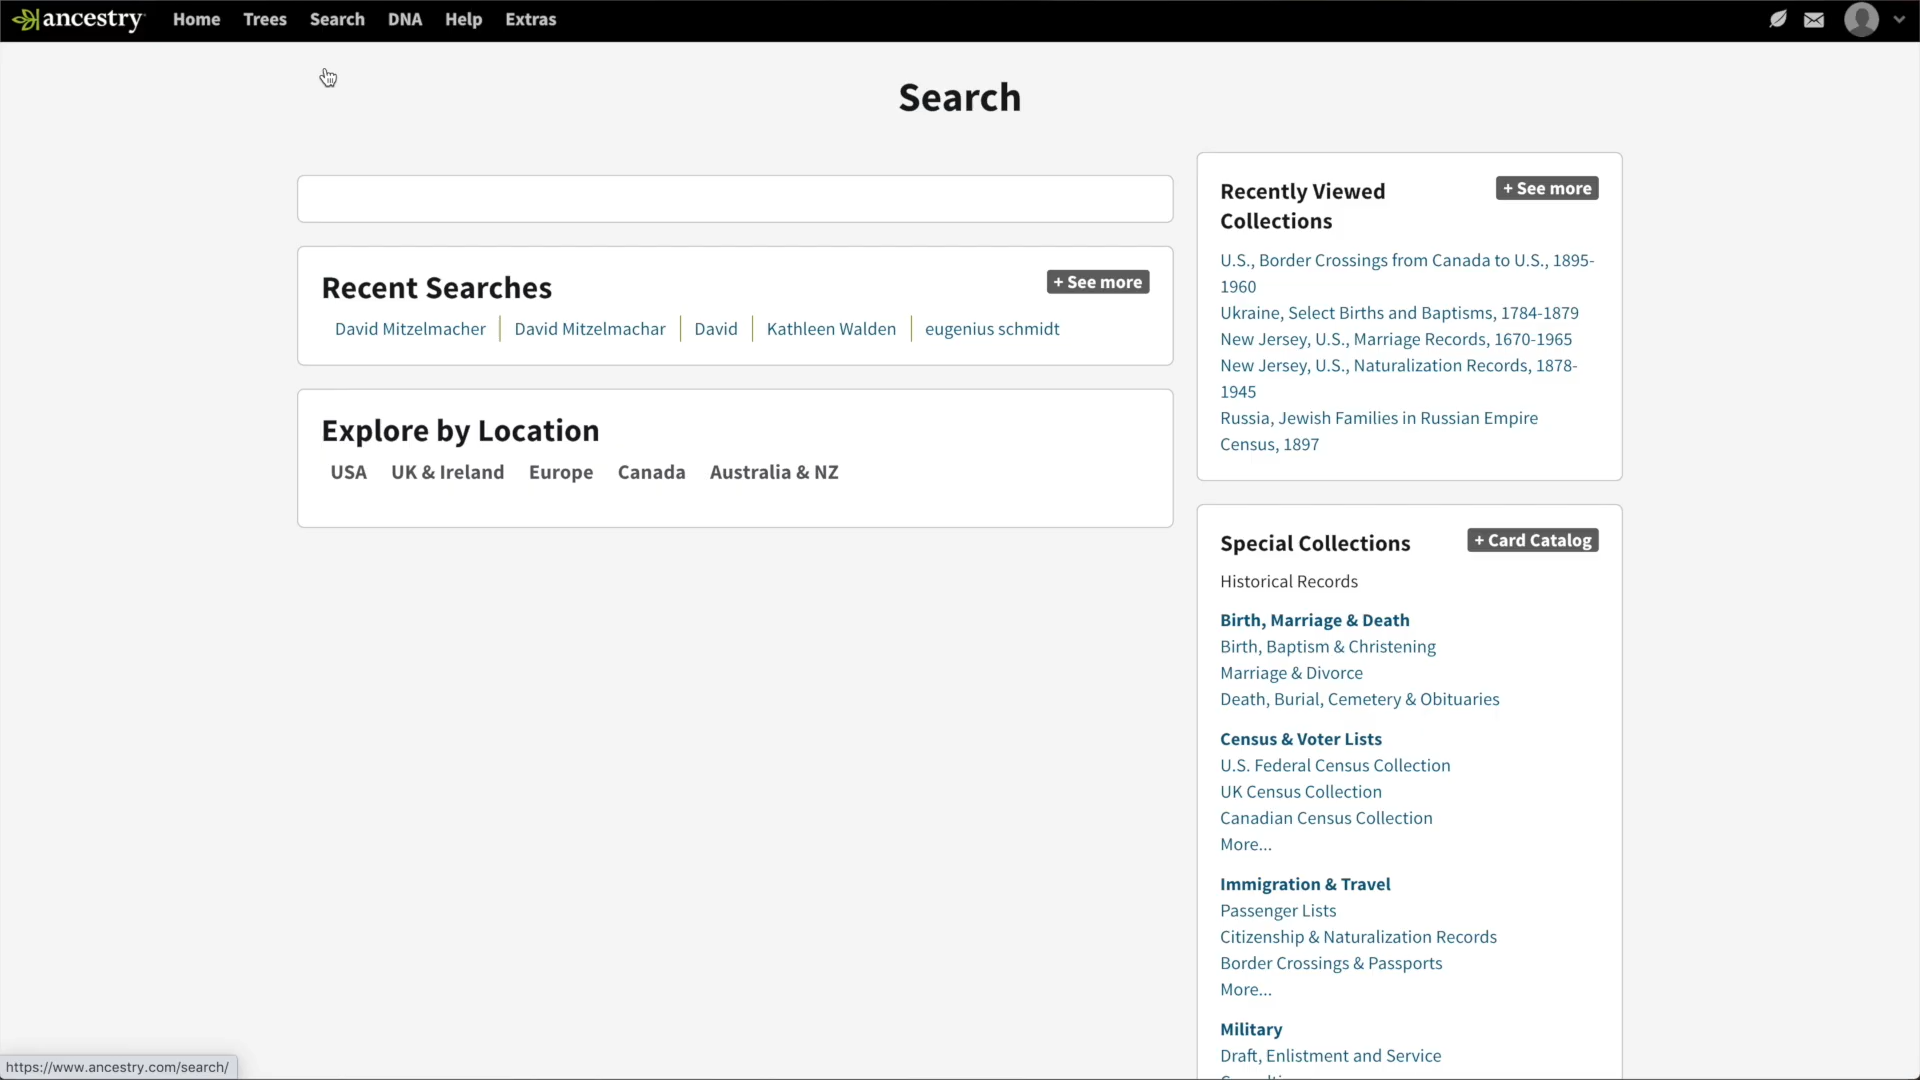 ancestry
Home Trees Search DNA Help Extras
Search
Recent Searches
+ See more
David Mitzelmacher David Mitzelmachar David Kathleen Walden eugenius schmidt
Explore by Location
USA UK & Ireland Europe Canada Australia & NZ
Recently Viewed
Collections
+ See more
U.S., Border Crossings from Canada to U.S., 1895-
1960
Ukraine, Select Births and Baptisms, 1784-1879
New Jersey, U.S., Marriage Records, 1670-1965
New Jersey, U.S., Naturalization Records, 1878-
1945
Russia, Jewish Families in Russian Empire
Census, 1897
Special Collections
+ Card Catalog
Historical Records
Birth, Marriage & Death
Birth, Baptism & Christening
Marriage & Divorce
Death, Burial, Cemetery & Obituaries
Census & Voter Lists
U.S. Federal Census Collection
UK Census Collection
Canadian Census Collection
More...
Immigration & Travel
Passenger Lists
Citizenship & Naturalization Records
Border Crossings & Passports
More...
Military
Draft, Enlistment and Service
https://www.ancestry.com/search/